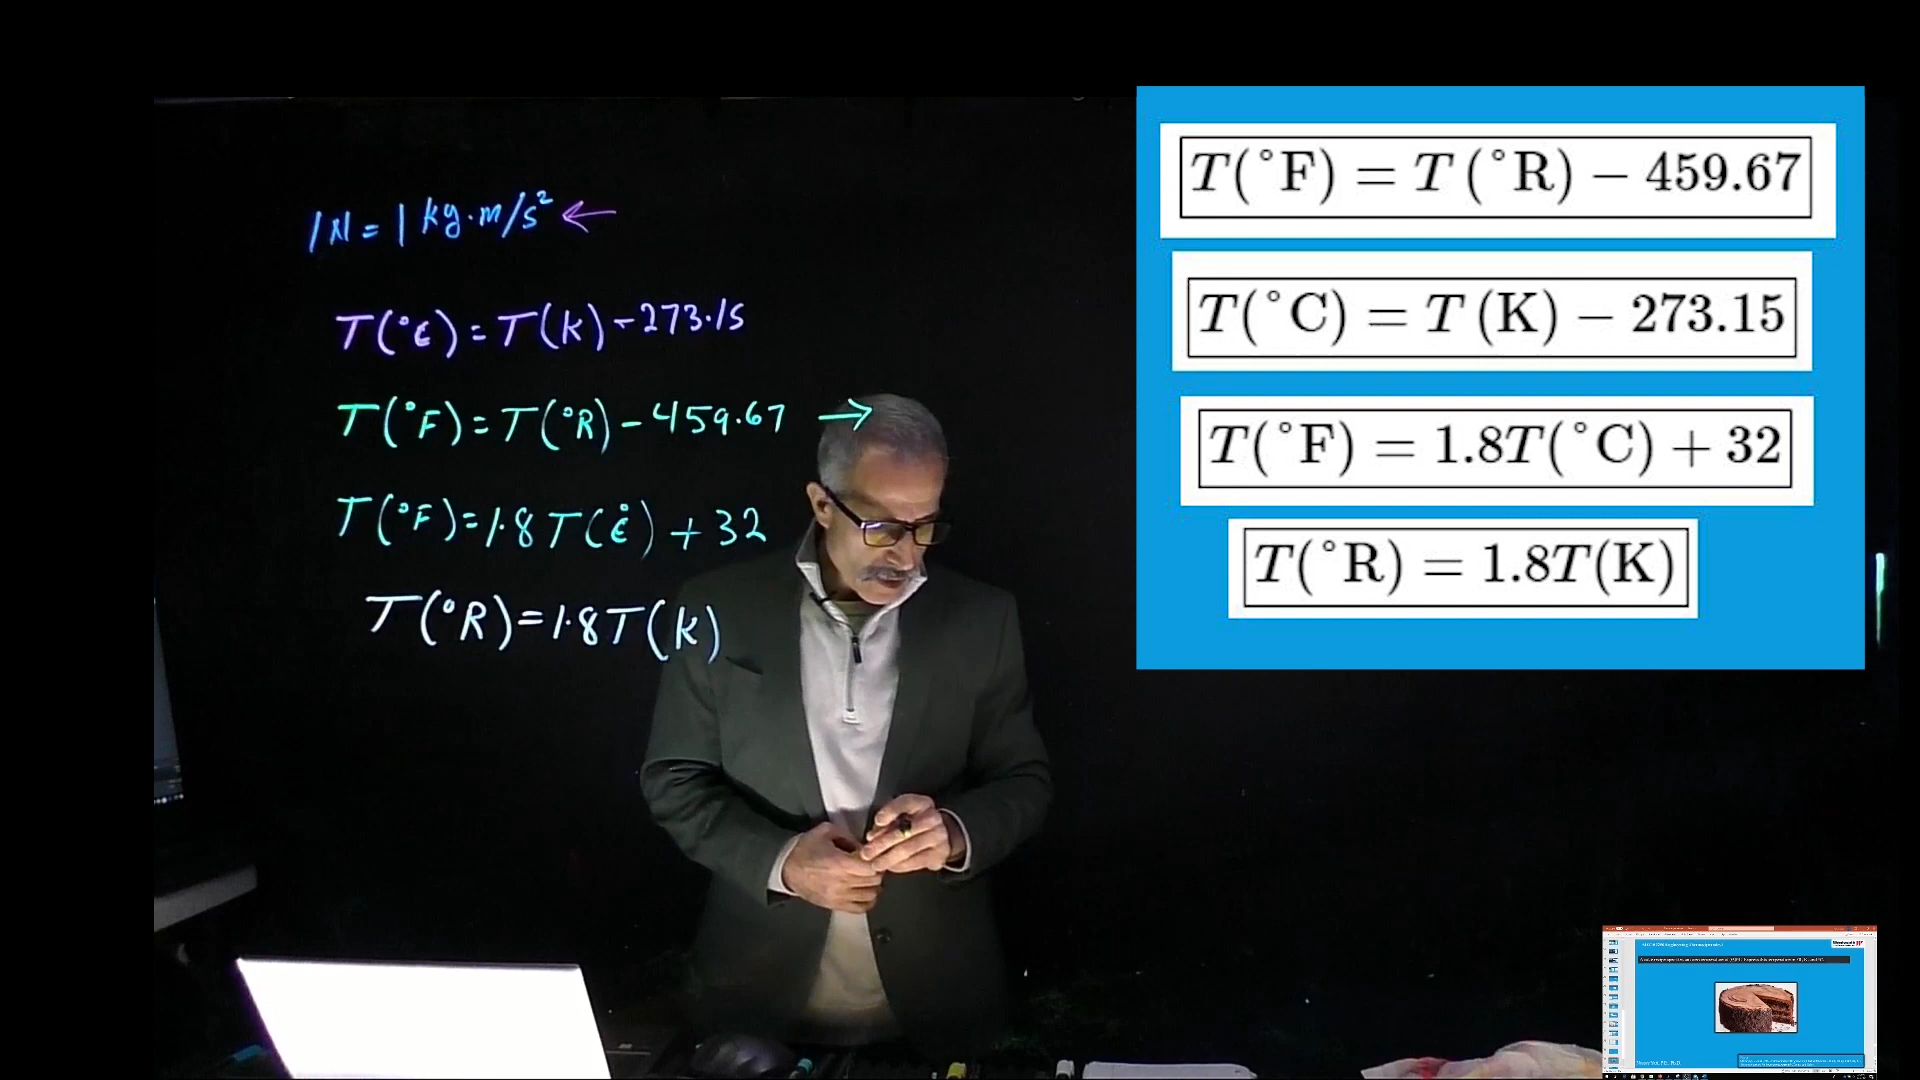 1N = 1 kg·m/s² ←
T(°C) = T(K) - 273.15
T(°F) = T(°R) - 459.67 →
T(°F) = 1.8 T(°C) + 32
T(°R) = 1.8 T(K)
T(°F) = T(°R) − 459.67
T(°C) = T(K) − 273.15
T(°F) = 1.8T(°C) + 32
T(°R) = 1.8T(K)